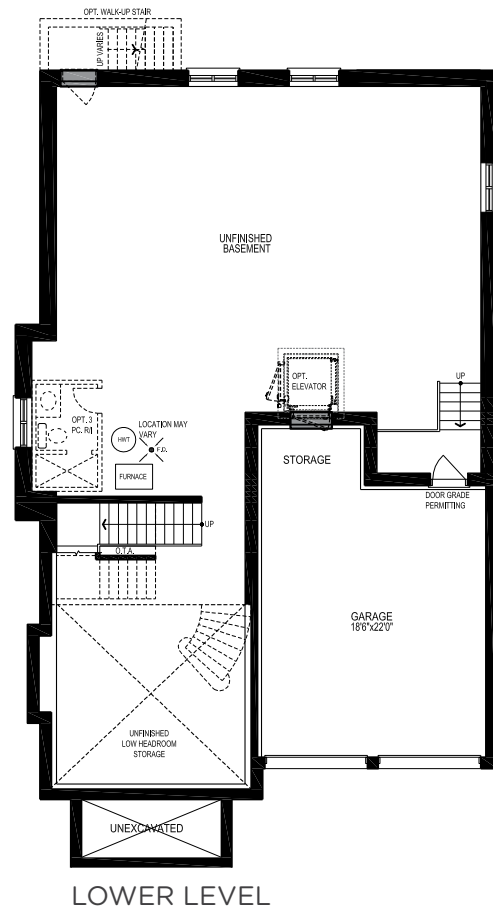 OPT. WALK-UP STAIR
UP VARIES
UNFINISHED
BASEMENT
OPT.
ELEVATOR
UP
OPT. 3
PC. R/I
LOCATION MAY
VARY
HWT
F.D.
FURNACE
STORAGE
DOOR GRADE
PERMITTING
UP
O.T.A.
GARAGE
18'6"x22'0"
UNFINISHED
LOW HEADROOM
STORAGE
UNEXCAVATED
LOWER LEVEL